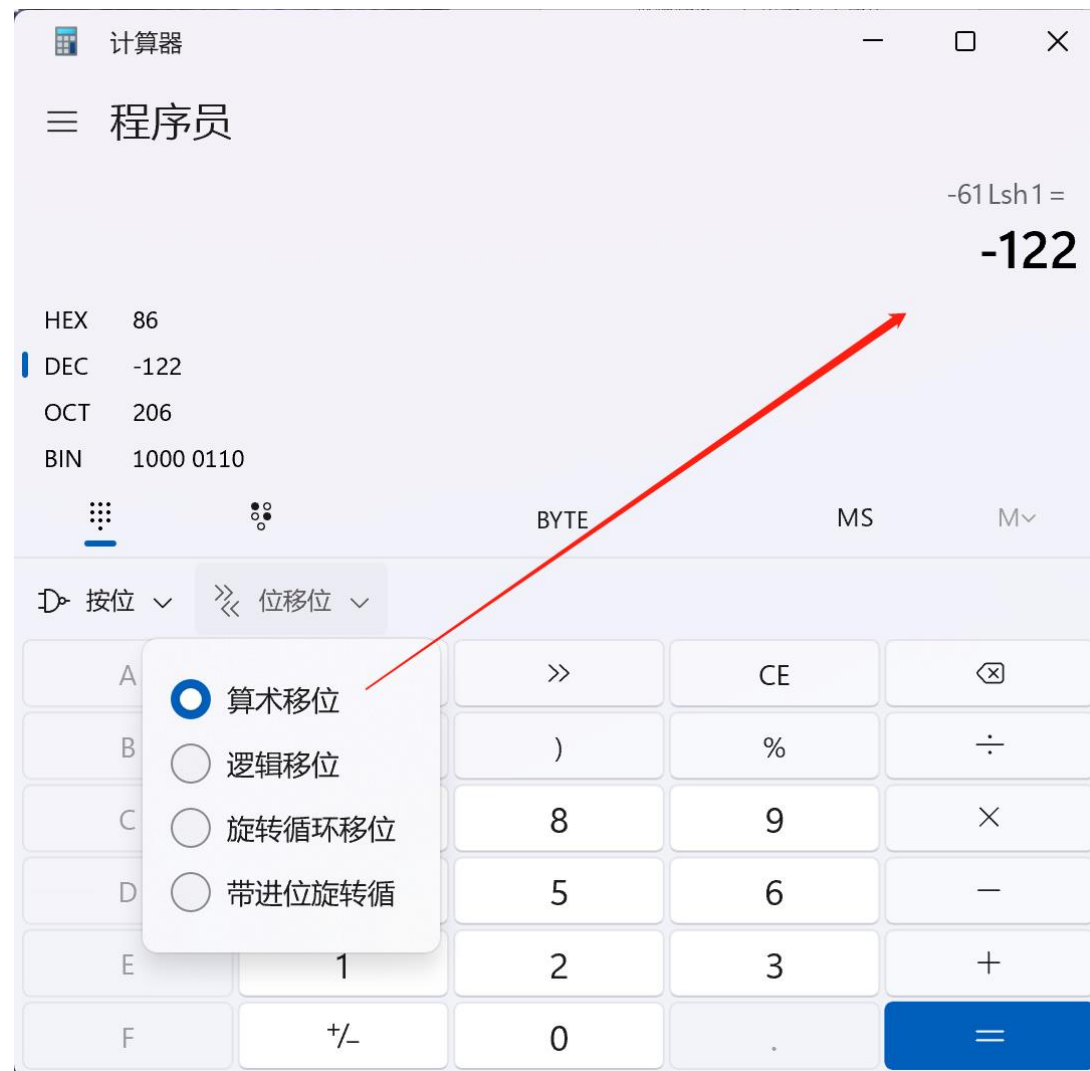 计算器
程序员
-61 Lsh 1 =
-122
HEX 86
DEC -122
OCT 206
BIN 1000 0110
BYTE MS M
按位 位移位
A CE
算术移位
B ) %  ÷
逻辑移位
C 8 9 ×
旋转循环移位
D 5 6 −
带进位旋转循
E 1 2 3 +
F +/− 0 . =